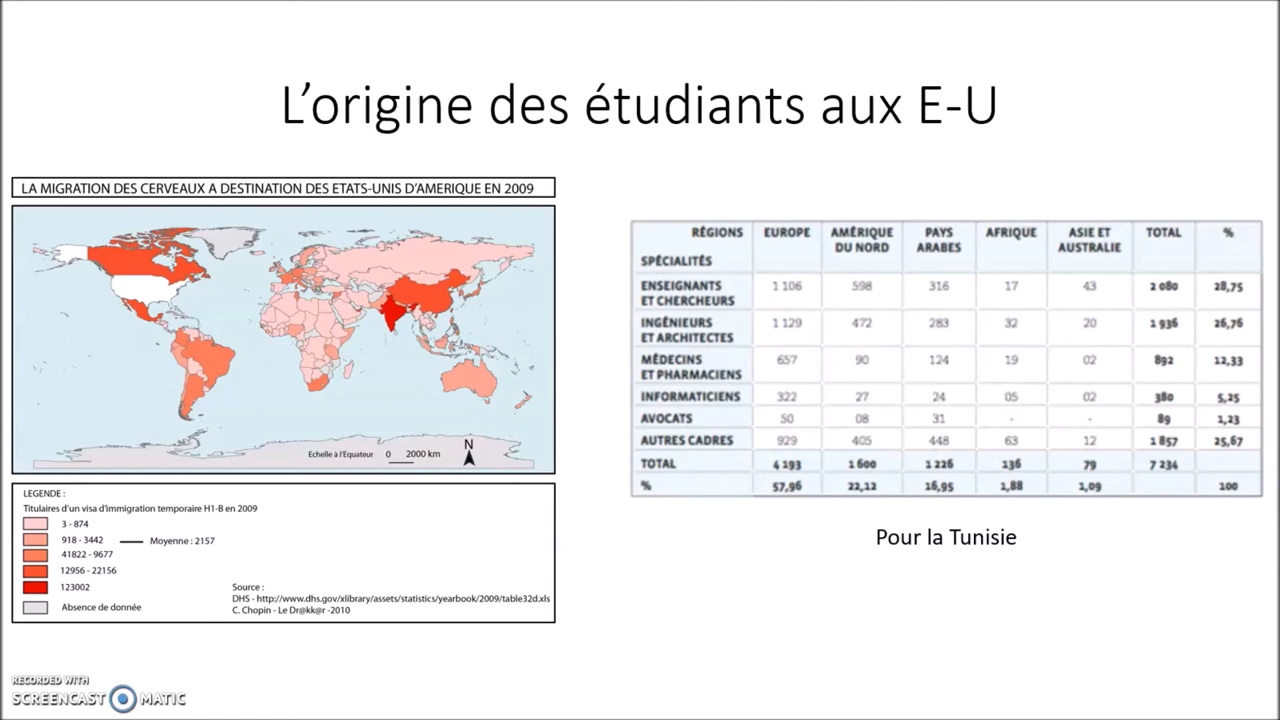 L'origine des étudiants aux E-U
LA MIGRATION DES CERVEAUX A DESTINATION DES ETATS-UNIS D'AMERIQUE EN 2009
Echelle à l'Equateur 0 2000 km
N
LEGENDE :
Titulaires d'un visa d'immigration temporaire H1-B en 2009
3 - 874
918 - 3442 Moyenne : 2157
41822 - 9677
12956 - 22156
123002
Absence de donnée
Source :
DHS - http://www.dhs.gov/xlibrary/assets/statistics/yearbook/2009/table32d.xls
C. Chopin - Le Dr@kk@r -2010
RÉGIONS EUROPE AMÉRIQUE DU NORD PAYS ARABES AFRIQUE ASIE ET AUSTRALIE TOTAL %
SPÉCIALITÉS
ENSEIGNANTS ET CHERCHEURS 1 106 598 316 17 43 2 080 28,75
INGÉNIEURS ET ARCHITECTES 1 129 472 283 32 20 1 936 26,76
MÉDECINS ET PHARMACIENS 657 90 124 19 02 892 12,33
INFORMATICIENS 322 27 24 05 02 380 5,25
AVOCATS 50 08 31 - - 89 1,23
AUTRES CADRES 929 405 448 63 12 1 857 25,67
TOTAL 4 193 1 600 1 226 136 79 7 234
% 57,96 22,12 16,95 1,88 1,09 100
Pour la Tunisie
RECORDED WITH
SCREENCAST MATIC